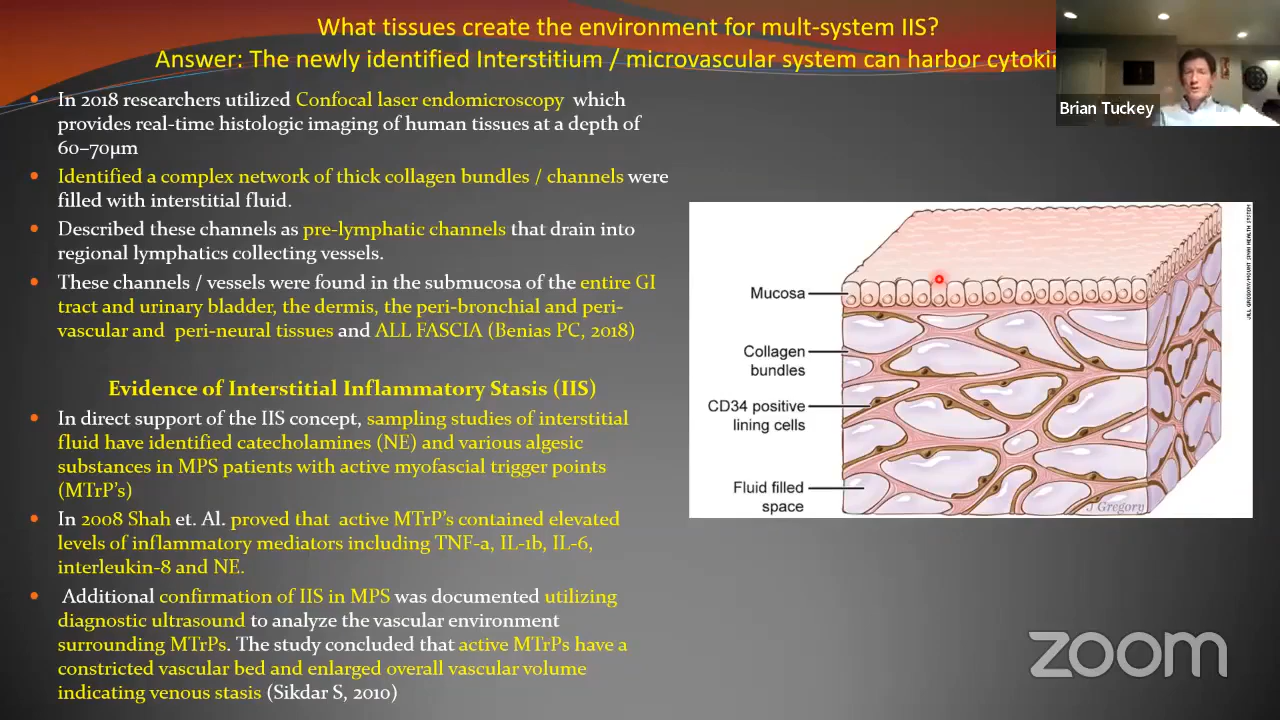 What tissues create the environment for mult-system IIS?
Answer: The newly identified Interstitium / microvascular system can harbor
Brian Tuckey
• In 2018 researchers utilized Confocal laser endomicroscopy which
provides real-time histologic imaging of human tissues at a depth of
60–70µm
• Identified a complex network of thick collagen bundles / channels were
filled with interstitial fluid.
• Described these channels as pre-lymphatic channels that drain into
regional lymphatics collecting vessels.
• These channels / vessels were found in the submucosa of the entire GI
tract and urinary bladder, the dermis, the peri-bronchial and peri-
vascular and peri-neural tissues and ALL FASCIA (Benias PC, 2018)
Evidence of Interstitial Inflammatory Stasis (IIS)
• In direct support of the IIS concept, sampling studies of interstitial
fluid have identified catecholamines (NE) and various algesic
substances in MPS patients with active myofascial trigger points
(MTrP's)
• In 2008 Shah et. Al. proved that active MTrP's contained elevated
levels of inflammatory mediators including TNF-a, IL-1b, IL-6,
interleukin-8 and NE.
• Additional confirmation of IIS in MPS was documented utilizing
diagnostic ultrasound to analyze the vascular environment
surrounding MTrPs. The study concluded that active MTrPs have a
constricted vascular bed and enlarged overall vascular volume
indicating venous stasis (Sikdar S, 2010)
Mucosa
Collagen
bundles
CD34 positive
lining cells
Fluid filled
space
J Gregory
JILL GREGORY/MOUNT SINAI HEALTH SYSTEM
zoom